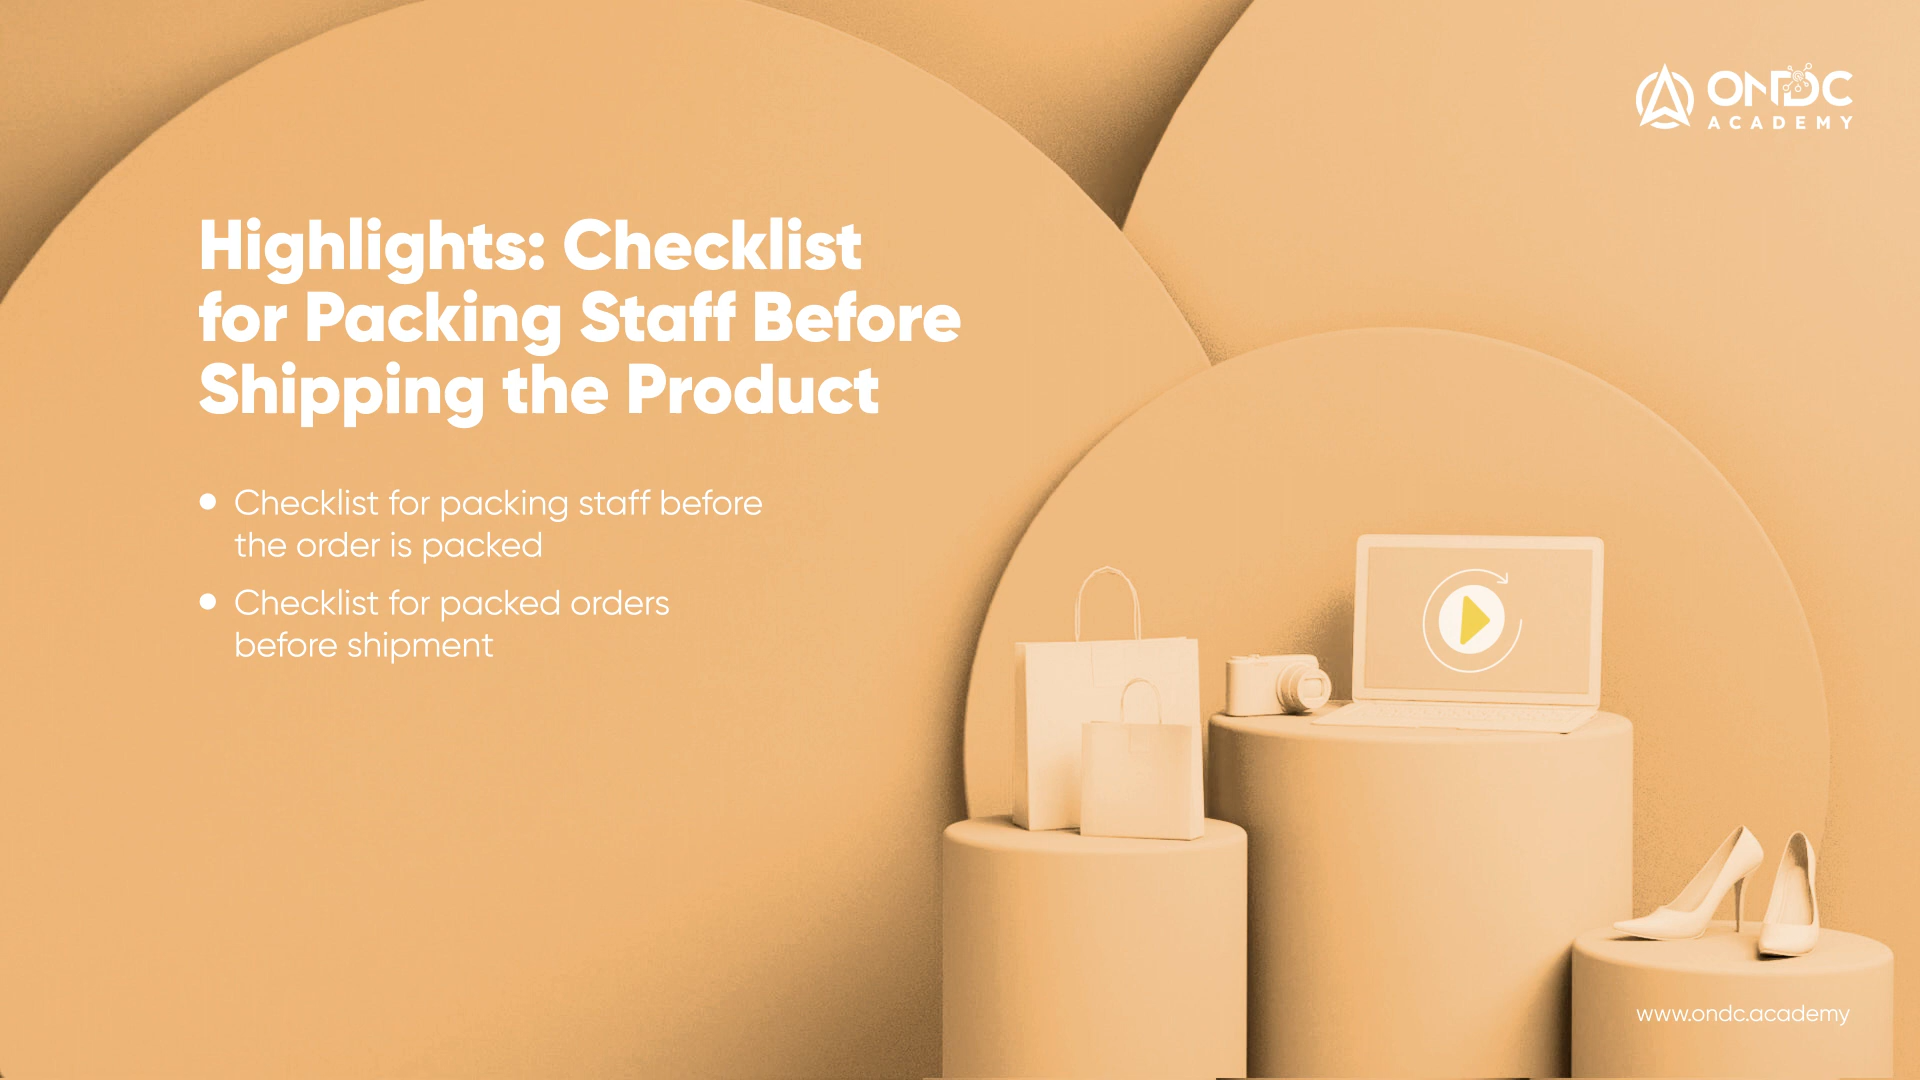 ONDC
ACADEMY
Highlights: Checklist
for Packing Staff Before
Shipping the Product
Checklist for packing staff before
the order is packed
Checklist for packed orders
before shipment
www.ondc.academy